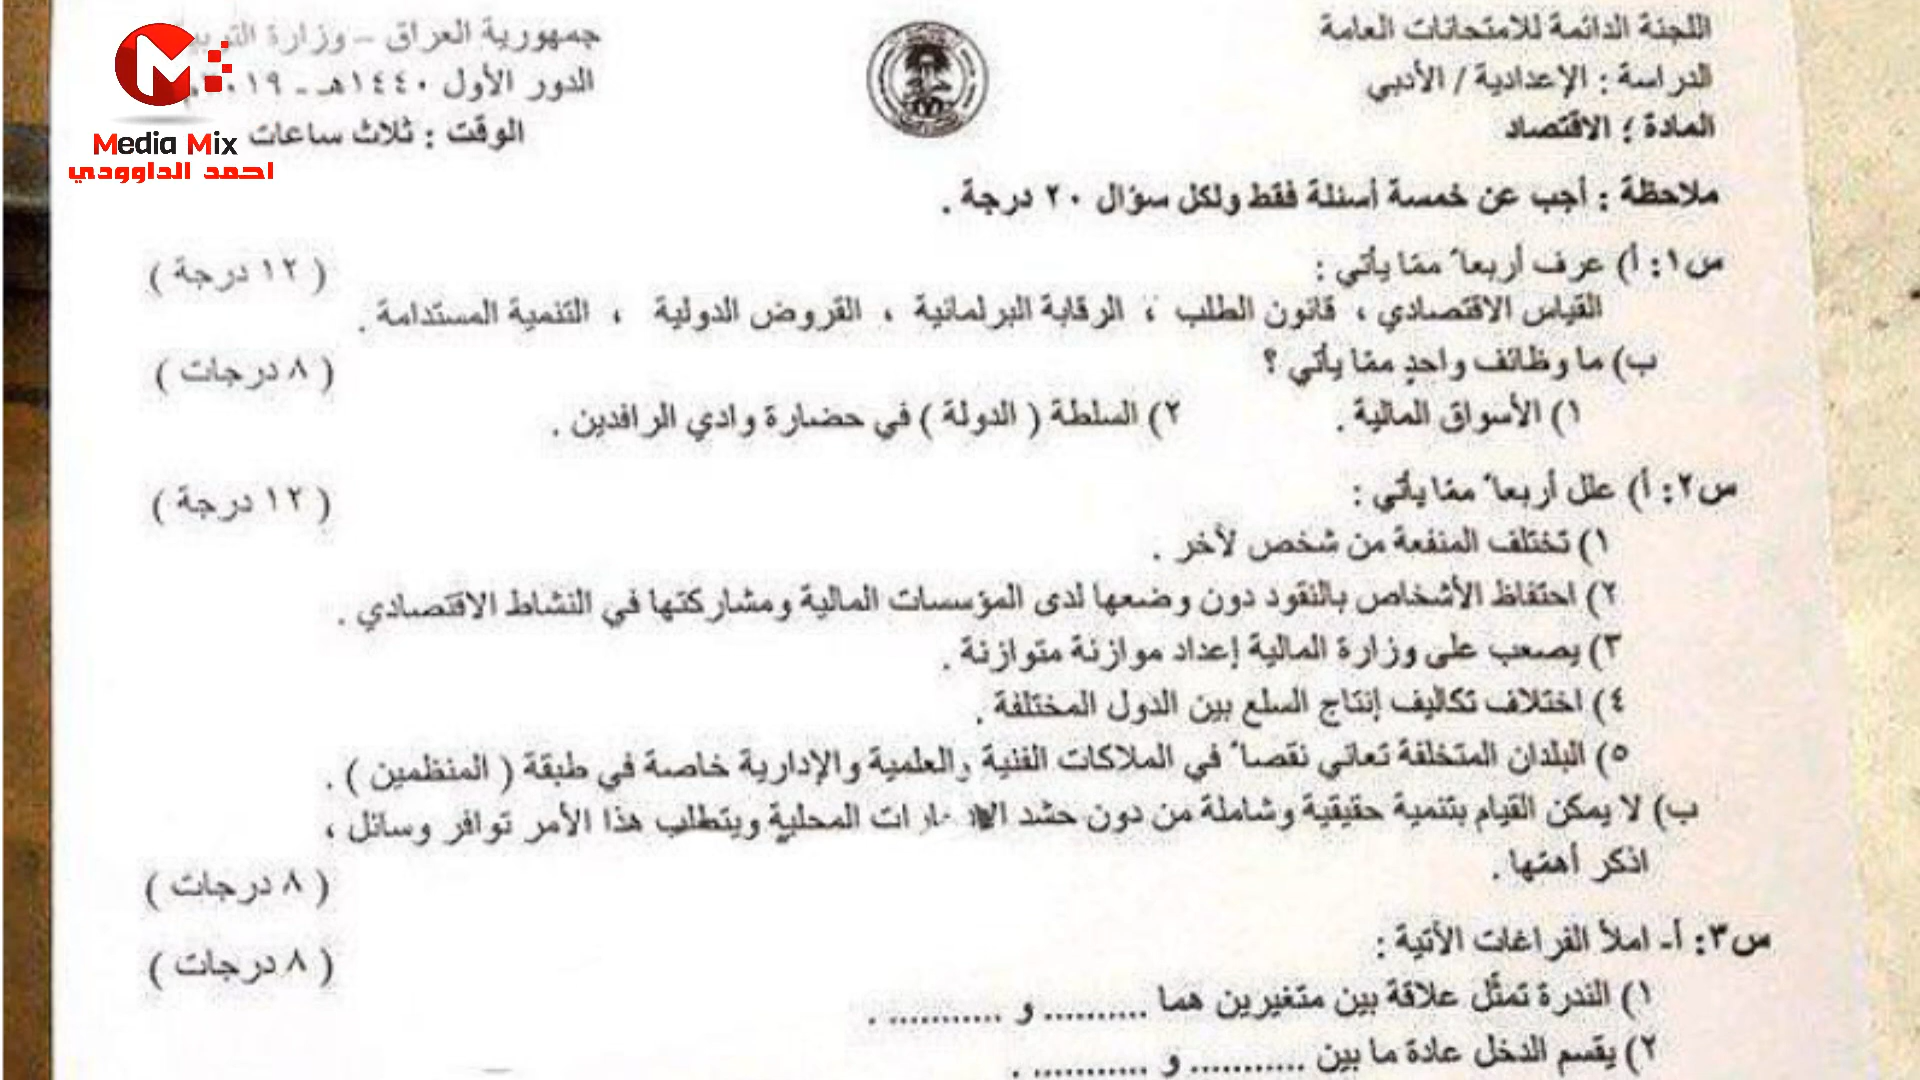 اللجنة الدائمة للامتحانات العامة
الدراسة : الإعدادية / الأدبي
المادة : الاقتصاد
جمهورية العراق - وزارة التربية
الدور الأول ١٤٤٠هـ - ٢٠١٩م
الوقت : ثلاث ساعات
Media Mix
احمد الداوودي
ملاحظة : أجب عن خمسة أسئلة فقط ولكل سؤال ٢٠ درجة .
س١: أ) عرف أربعاً ممّا يأتي : ( ١٢ درجة )
القياس الاقتصادي ، قانون الطلب ، الرقابة البرلمانية ، القروض الدولية ، التنمية المستدامة .
ب) ما وظائف واحدٍ ممّا يأتي ؟ ( ٨ درجات )
١) الأسواق المالية . ٢) السلطة ( الدولة ) في حضارة وادي الرافدين .
س٢: أ) علل أربعاً ممّا يأتي : ( ١٢ درجة )
١) تختلف المنفعة من شخص لآخر .
٢) احتفاظ الأشخاص بالنقود دون وضعها لدى المؤسسات المالية ومشاركتها في النشاط الاقتصادي .
٣) يصعب على وزارة المالية إعداد موازنة متوازنة .
٤) اختلاف تكاليف إنتاج السلع بين الدول المختلفة .
٥) البلدان المتخلفة تعاني نقصاً في الملاكات الفنية والعلمية والإدارية خاصة في طبقة ( المنظمين ) .
ب) لا يمكن القيام بتنمية حقيقية وشاملة من دون حشد المحلية ويتطلب هذا الأمر توافر وسائل ،
اذكر أهمّها . ( ٨ درجات )
س٣: أ- املأ الفراغات الآتية : ( ٨ درجات )
١) الندرة تمثّل علاقة بين متغيرين هما .......... و ........... .
٢) يقسم الدخل عادة ما بين ........... و ........... .